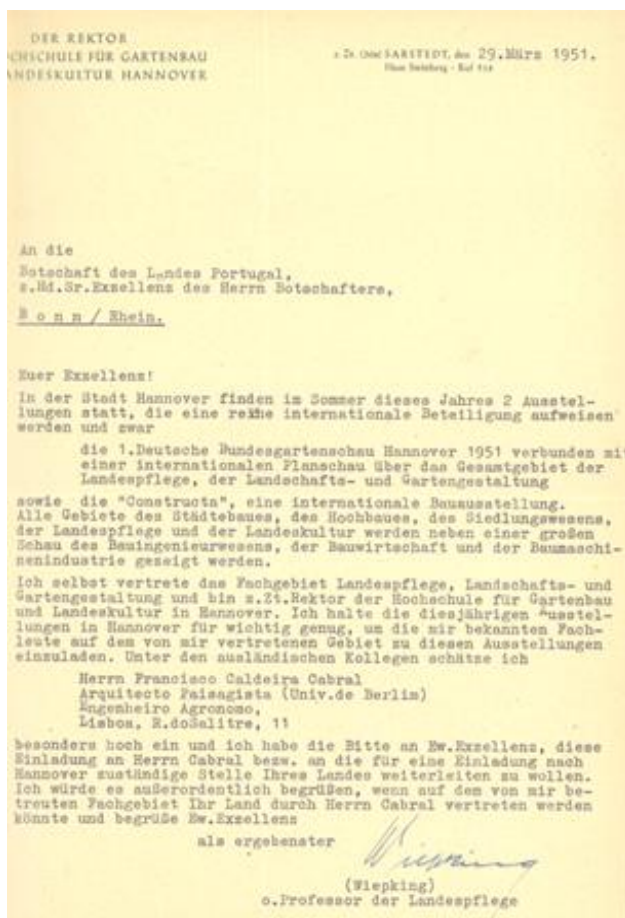 DER REKTOR
OCHSCHULE FÜR GARTENBAU
ANDESKULTUR HANNOVER
z. Zt. SARSTEDT, den 29.März 1951.
An die
Botschaft des Landes Portugal,
z.Hd.Sr.Exzellenz des Herrn Botschafters,
B o n n / Rhein.
Euer Exzellenz!
In der Stadt Hannover finden im Sommer dieses Jahres 2 Ausstel-
lungen statt, die eine reiche internationale Beteiligung aufweisen
werden und zwar
die 1.Deutsche Bundesgartenschau Hannover 1951 verbunden mit
einer internationalen Planschau über das Gesamtgebiet der
Landespflege, der Landschafts- und Gartengestaltung
sowie die "Constructa", eine internationale Bauausstellung.
Alle Gebiete des Städtebaues, des Hochbaues, des Siedlungswesens,
der Landespflege und der Landeskultur werden neben einer großen
Schau des Bauingenieurwesens, der Bauwirtschaft und der Baumaschi-
nenindustrie gezeigt werden.
Ich selbst vertrete das Fachgebiet Landespflege, Landschafts- und
Gartengestaltung und bin z.Zt.Rektor der Hochschule für Gartenbau
und Landeskultur in Hannover. Ich halte die diesjährigen Ausstel-
lungen in Hannover für wichtig genug, um die mir bekannten Fach-
leute auf dem von mir vertretenen Gebiet zu diesen Ausstellungen
einzuladen. Unter den ausländischen Kollegen schätze ich
Herrn Francisco Caldeira Cabral
Arquitecto Paisagista (Univ.de Berlim)
Engenheiro Agronomo,
Lisboa, R.doSalitre, 11
besonders hoch ein und ich habe die Bitte an Ew.Exzellenz, diese
Einladung an Herrn Cabral bezw. an die für eine Einladung nach
Hannover zuständige Stelle Ihres Landes weiterleiten zu wollen.
Ich würde es außerordentlich begrüßen, wenn auf dem von mir be-
treuten Fachgebiet Ihr Land durch Herrn Cabral vertreten werden
könnte und begrüße Ew.Exzellenz
als ergebenster
Wiepking
(Wiepking)
o.Professor der Landespflege